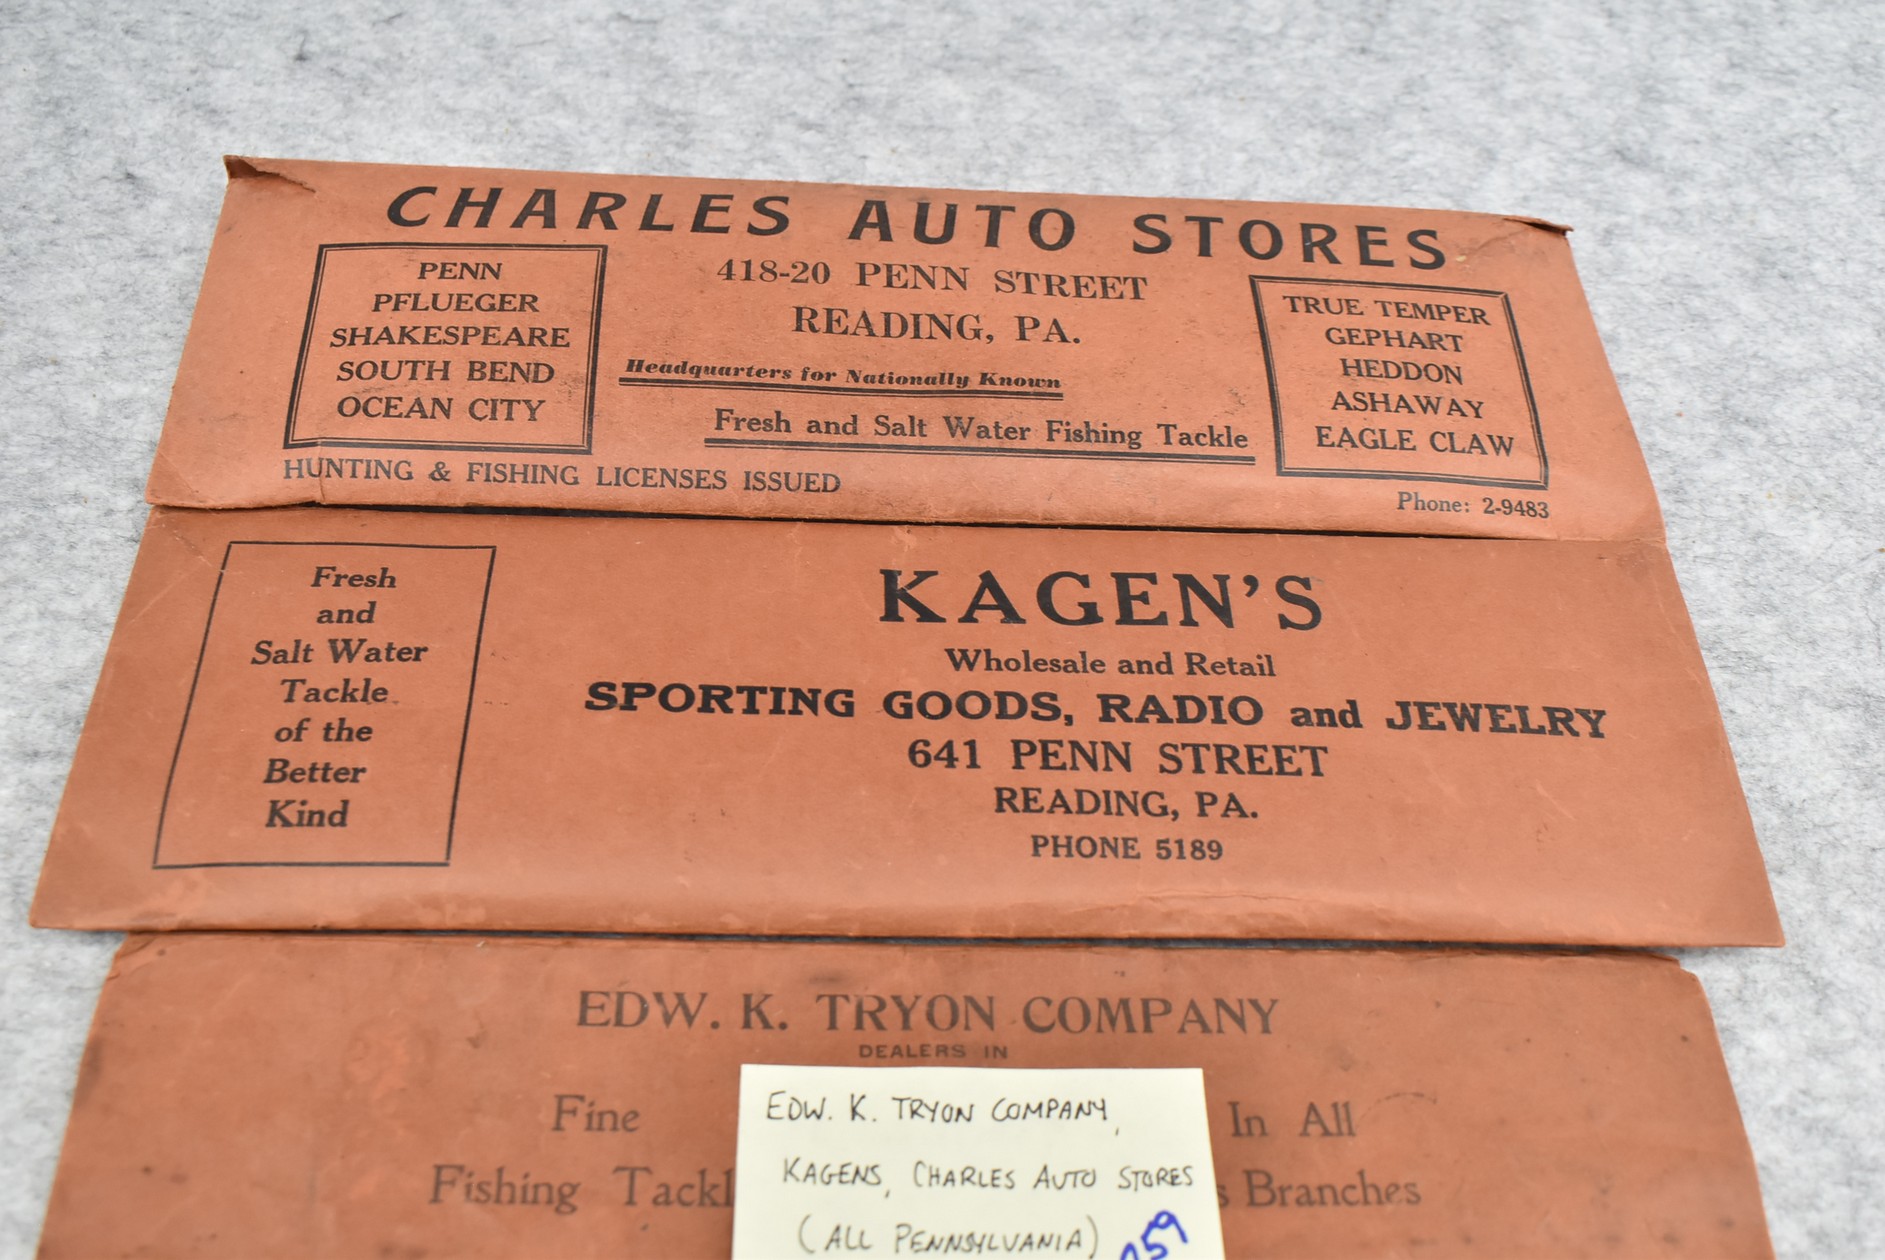 CHARLES AUTO STORES
418-20 PENN STREET
READING, PA.
PENN
PFLUEGER
SHAKESPEARE
SOUTH BEND
OCEAN CITY
Headquarters for Nationally Known
Fresh and Salt Water Fishing Tackle
TRUE TEMPER
GEPHART
HEDDON
ASHAWAY
EAGLE CLAW
HUNTING & FISHING LICENSES ISSUED
Phone: 2-9483
Fresh
and
Salt Water
Tackle
of the
Better
Kind
KAGEN'S
Wholesale and Retail
SPORTING GOODS, RADIO and JEWELRY
641 PENN STREET
READING, PA.
PHONE 5189
EDW. K. TRYON COMPANY
DEALERS IN
Fine In All
Fishing Branches
EDW. K. TRYON COMPANY,
KAGENS, CHARLES AUTO STORES
(ALL PENNSYLVANIA)